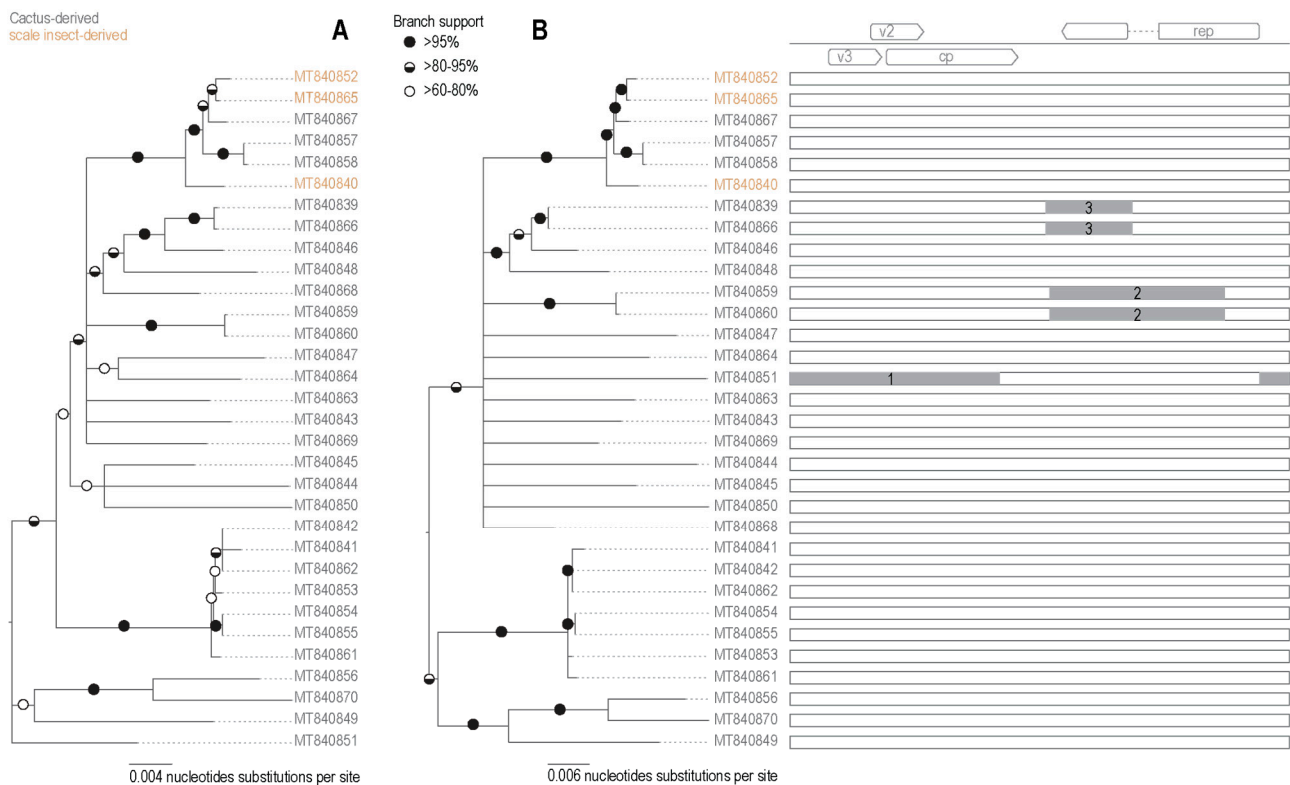 Cactus-derived
scale insect-derived
A
Branch support
>95%
>80-95%
>60-80%
B
v2
rep
v3
cp
MT840852
MT840865
MT840867
MT840857
MT840858
MT840840
MT840839
MT840866
MT840846
MT840848
MT840868
MT840859
MT840860
MT840847
MT840864
MT840863
MT840843
MT840869
MT840845
MT840844
MT840850
MT840842
MT840841
MT840862
MT840853
MT840854
MT840855
MT840861
MT840856
MT840870
MT840849
MT840851
0.004 nucleotides substitutions per site
MT840852
MT840865
MT840867
MT840857
MT840858
MT840840
MT840839 3
MT840866 3
MT840846
MT840848
MT840859 2
MT840860 2
MT840847
MT840864
MT840851 1
MT840863
MT840843
MT840869
MT840844
MT840845
MT840850
MT840868
MT840841
MT840842
MT840862
MT840854
MT840855
MT840853
MT840861
MT840856
MT840870
MT840849
0.006 nucleotides substitutions per site